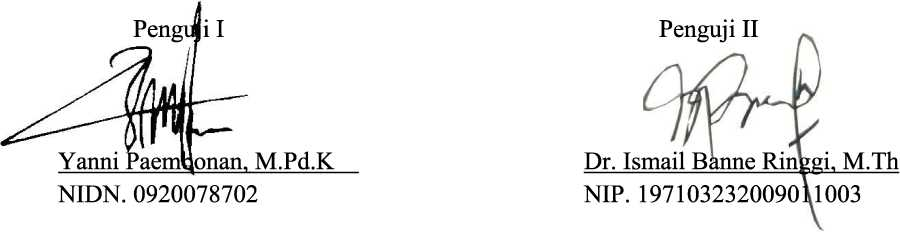 Penguji I Penguji II
Yanni Paembonan, M.Pd.K Dr. Ismail Banne Ringgi, M.Th
NIDN. 0920078702 NIP. 197103232009011003